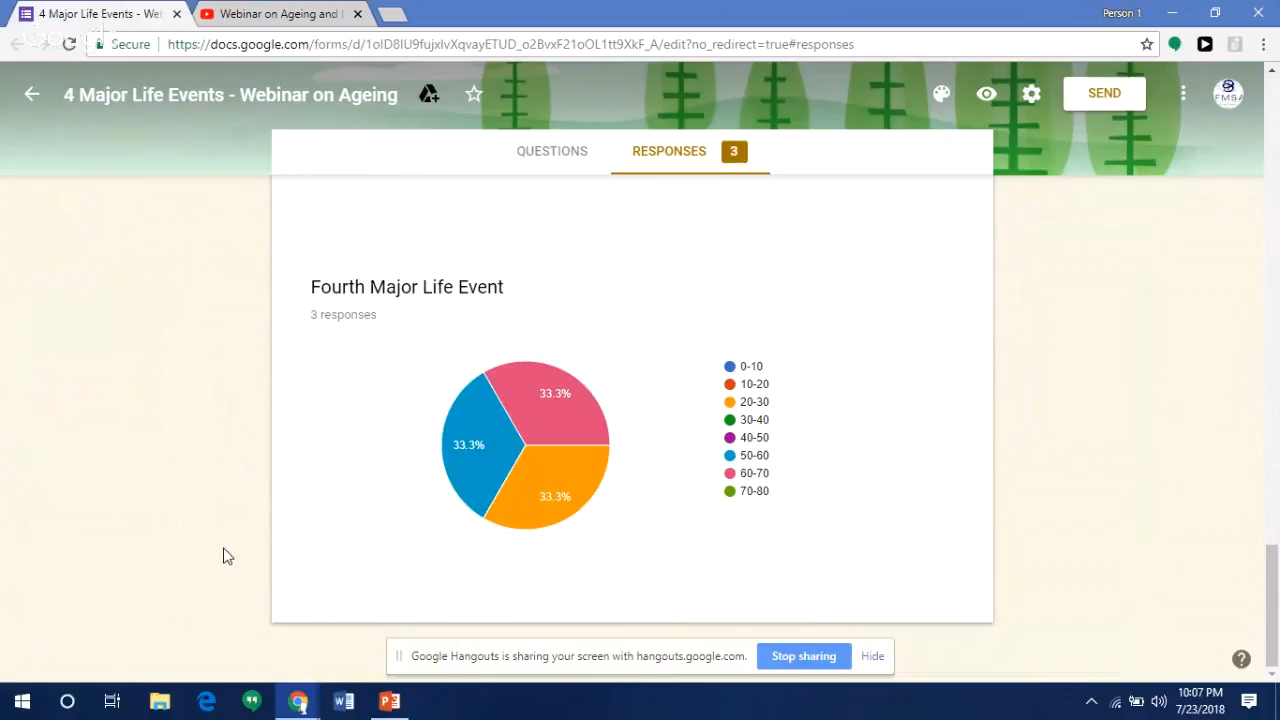 4 Major Life Events - We
Webinar on Ageing and L
Person 1
Secure
https://docs.google.com/forms/d/1oID8IU9fujxIvXqvayETUD_o2BvxF21oOL1tt9XkF_A/edit?no_redirect=true#responses
4 Major Life Events - Webinar on Ageing
SEND
FMSA
QUESTIONS
RESPONSES
3
Fourth Major Life Event
3 responses
33.3%
33.3%
33.3%
0-10
10-20
20-30
30-40
40-50
50-60
60-70
70-80
Google Hangouts is sharing your screen with hangouts.google.com.
Stop sharing
Hide
10:07 PM
7/23/2018